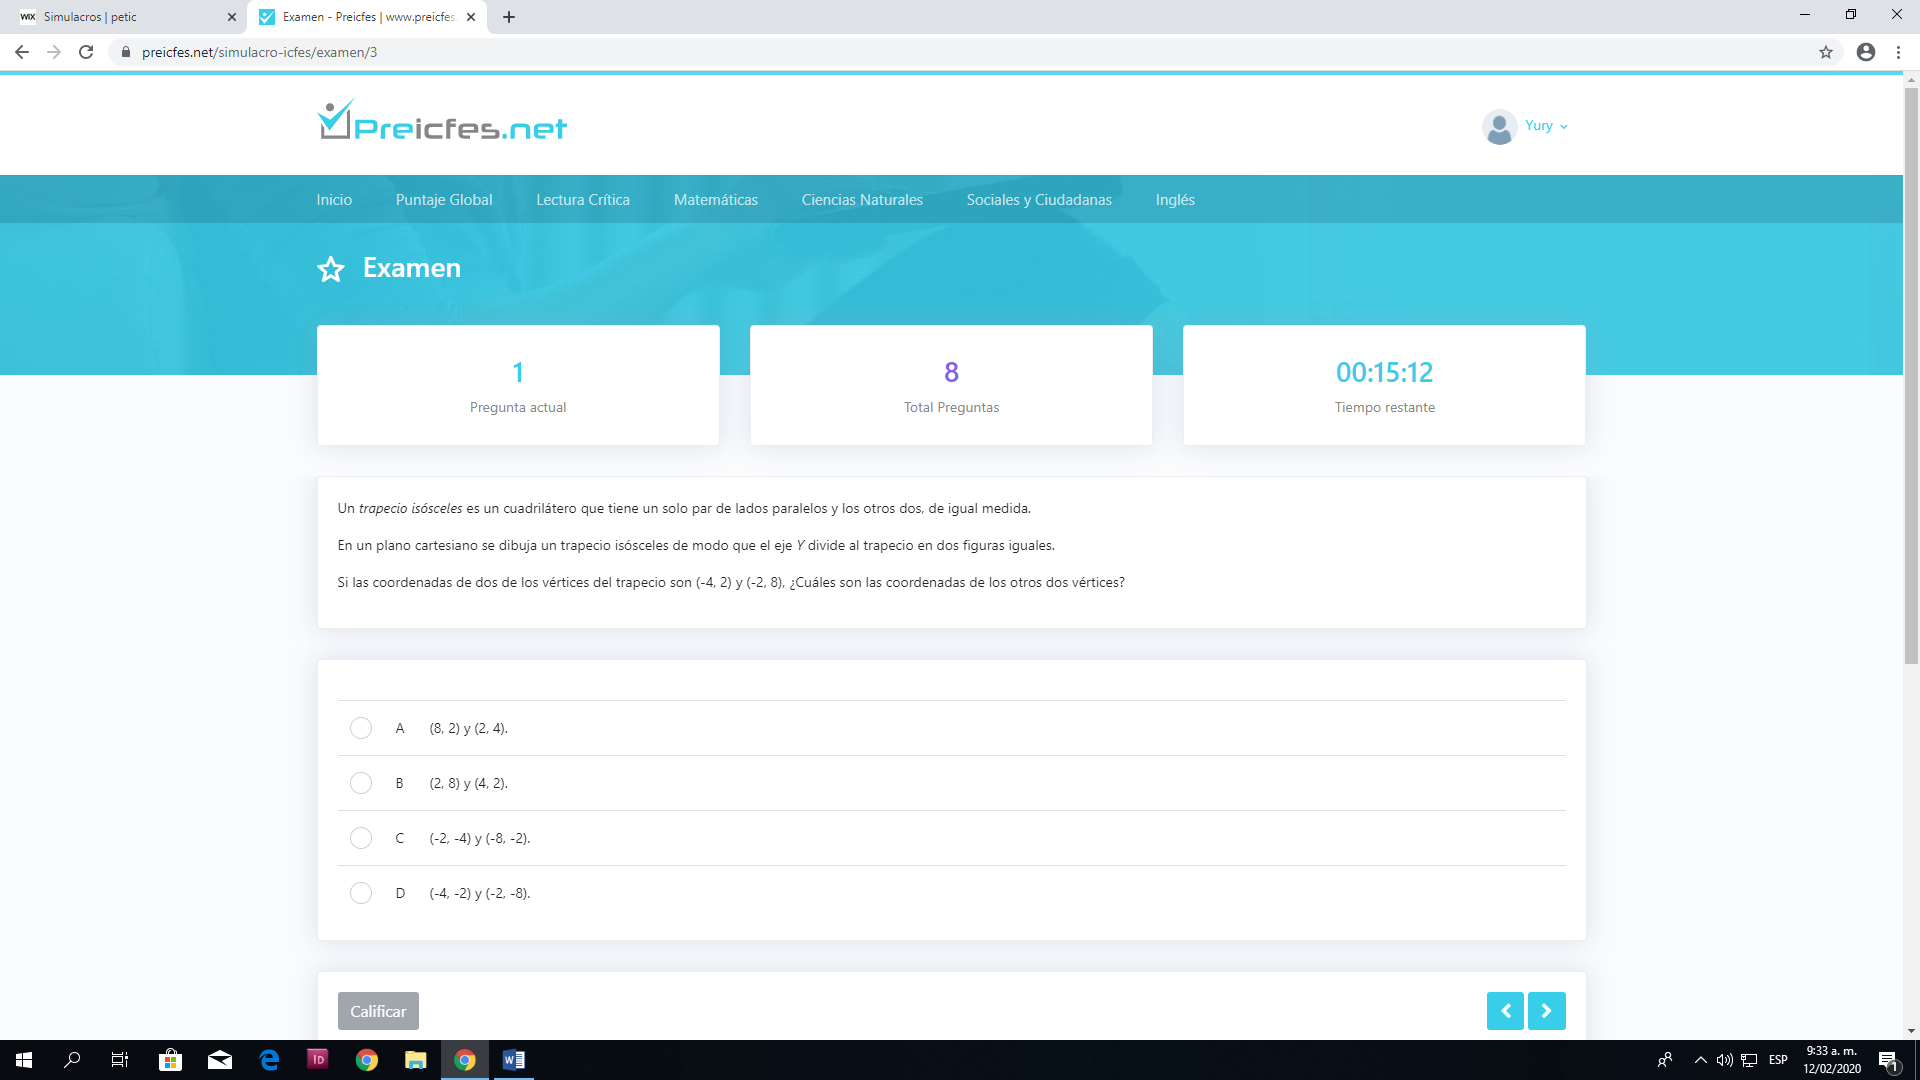 WIX Simulacros | petic
Examen - Preicfes | www.preicfes.
preicfes.net/simulacro-icfes/examen/3
Preicfes.net
Yury
Inicio Puntaje Global Lectura Crítica Matemáticas Ciencias Naturales Sociales y Ciudadanas Inglés
Examen
1
Pregunta actual
8
Total Preguntas
00:15:12
Tiempo restante
Un trapecio isósceles es un cuadrilátero que tiene un solo par de lados paralelos y los otros dos, de igual medida.
En un plano cartesiano se dibuja un trapecio isósceles de modo que el eje Y divide al trapecio en dos figuras iguales.
Si las coordenadas de dos de los vértices del trapecio son (-4, 2) y (-2, 8), ¿Cuáles son las coordenadas de los otros dos vértices?
A (8, 2) y (2, 4).
B (2, 8) y (4, 2).
C (-2, -4) y (-8, -2).
D (-4, -2) y (-2, -8).
Calificar
ID
W
ESP
9:33 a. m.
12/02/2020
1